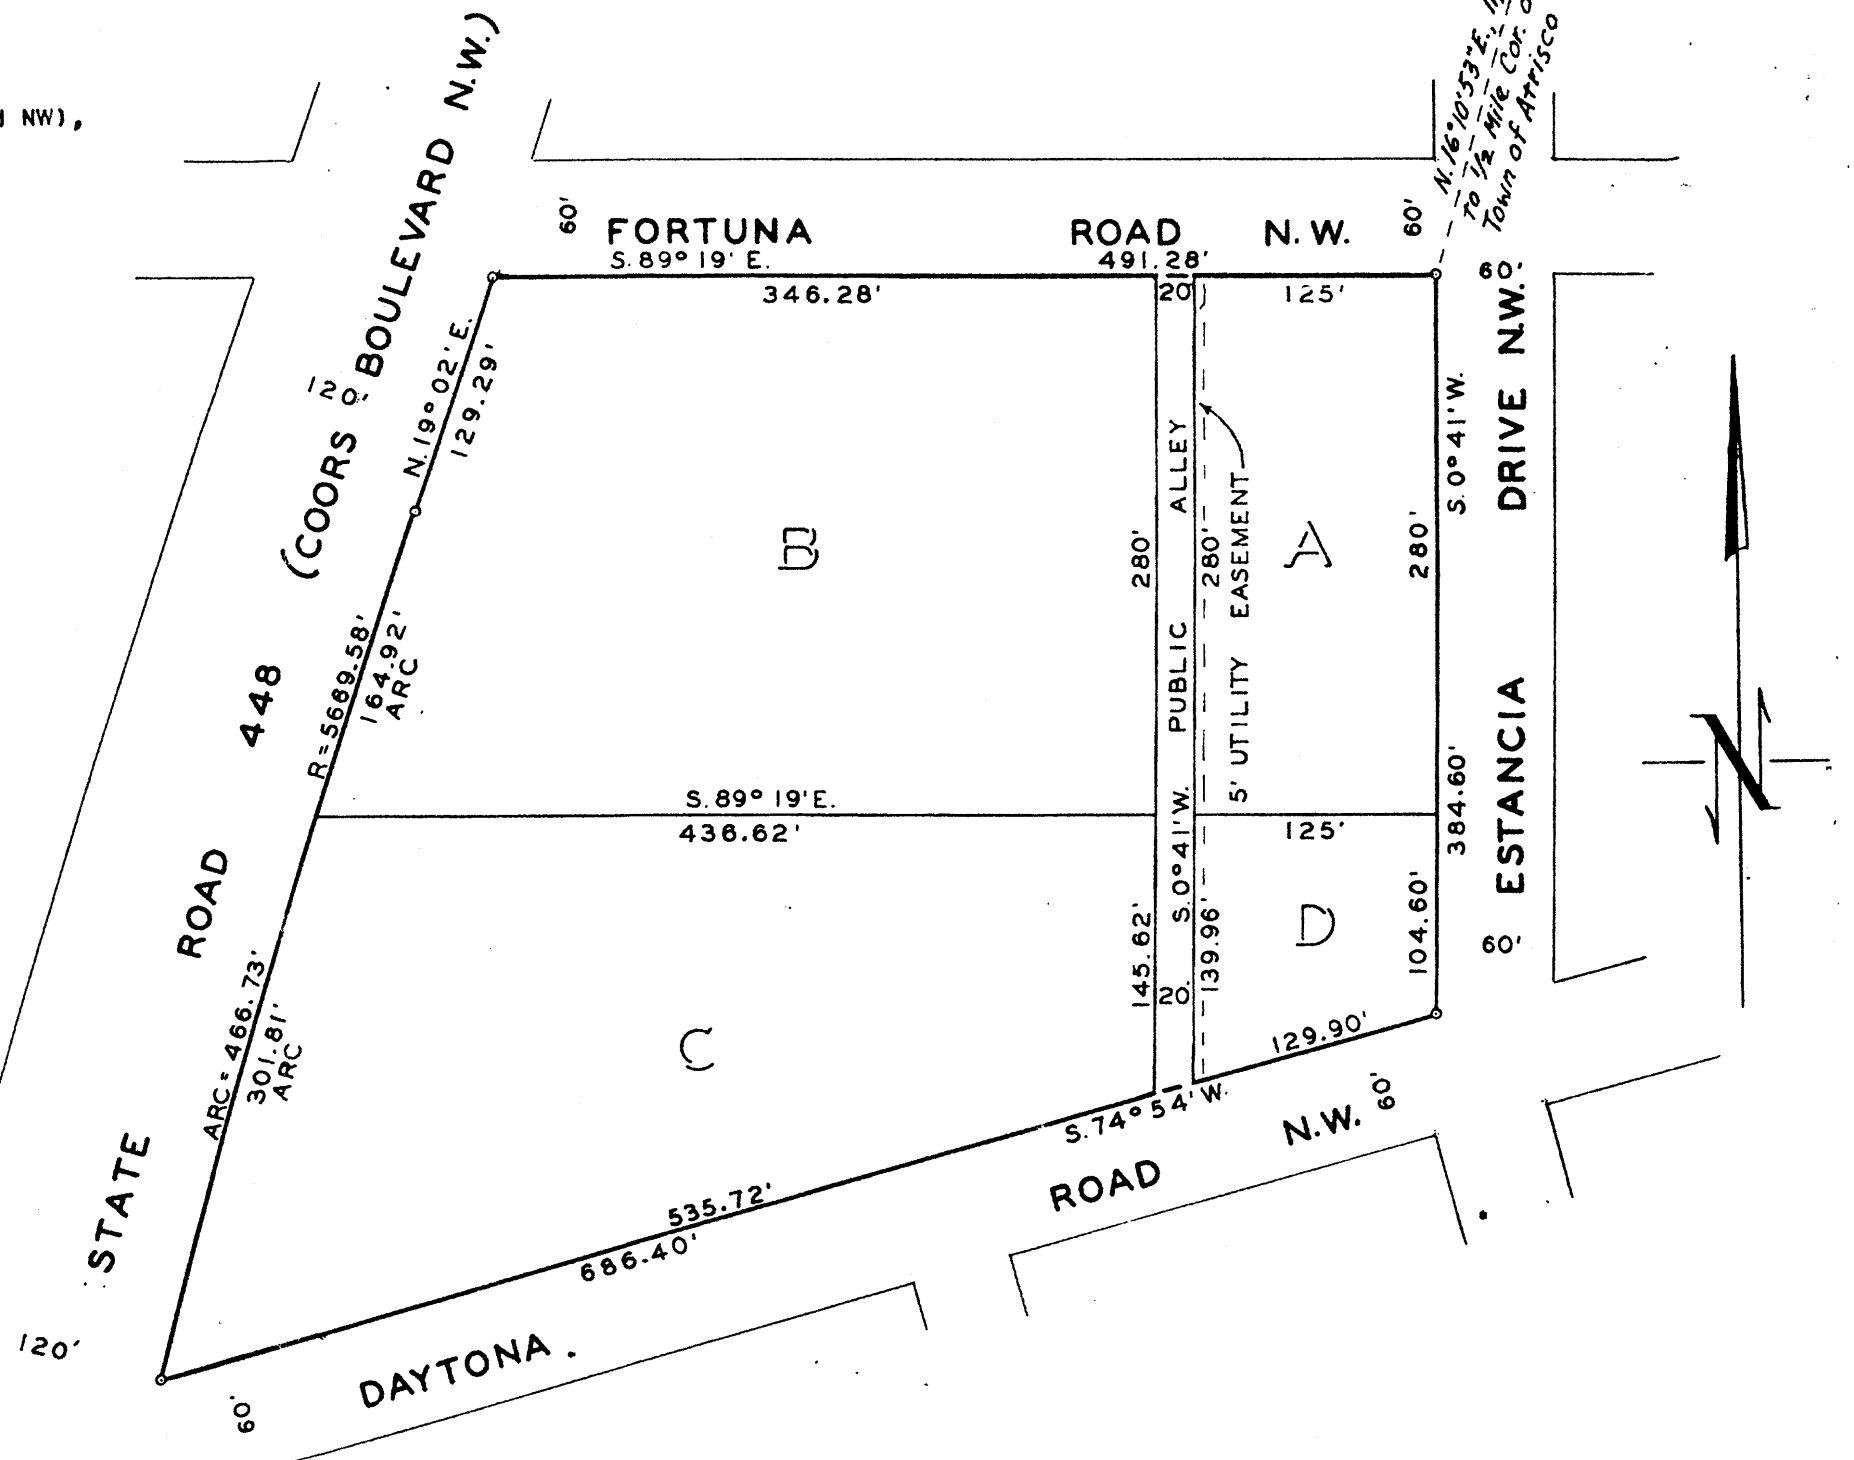 NW),
N. 16°10'53"E.,
to 1/2 Mile Cor.
Town of Atrisco
60'
FORTUNA ROAD N.W.
60'
S. 89° 19' E. 491.28'
346.28'
20'
125'
60'
STATE ROAD 448 (COORS BOULEVARD N.W.)
120'
N. 19° 02' E.
129.29'
R = 5669.58'
164.92'
ARC
ARC = 466.73'
301.81'
ARC
B
280'
PUBLIC ALLEY
280'
5' UTILITY EASEMENT
A
280'
S. 0° 41' W.
384.60'
ESTANCIA DRIVE N.W.
S. 89° 19' E.
436.62'
S. 0° 41' W.
125'
C
145.62'
20.
139.96'
D
104.60'
60'
129.90'
S. 74° 54' W.
535.72'
686.40'
DAYTONA ROAD N.W.
60'
120'
60'
N